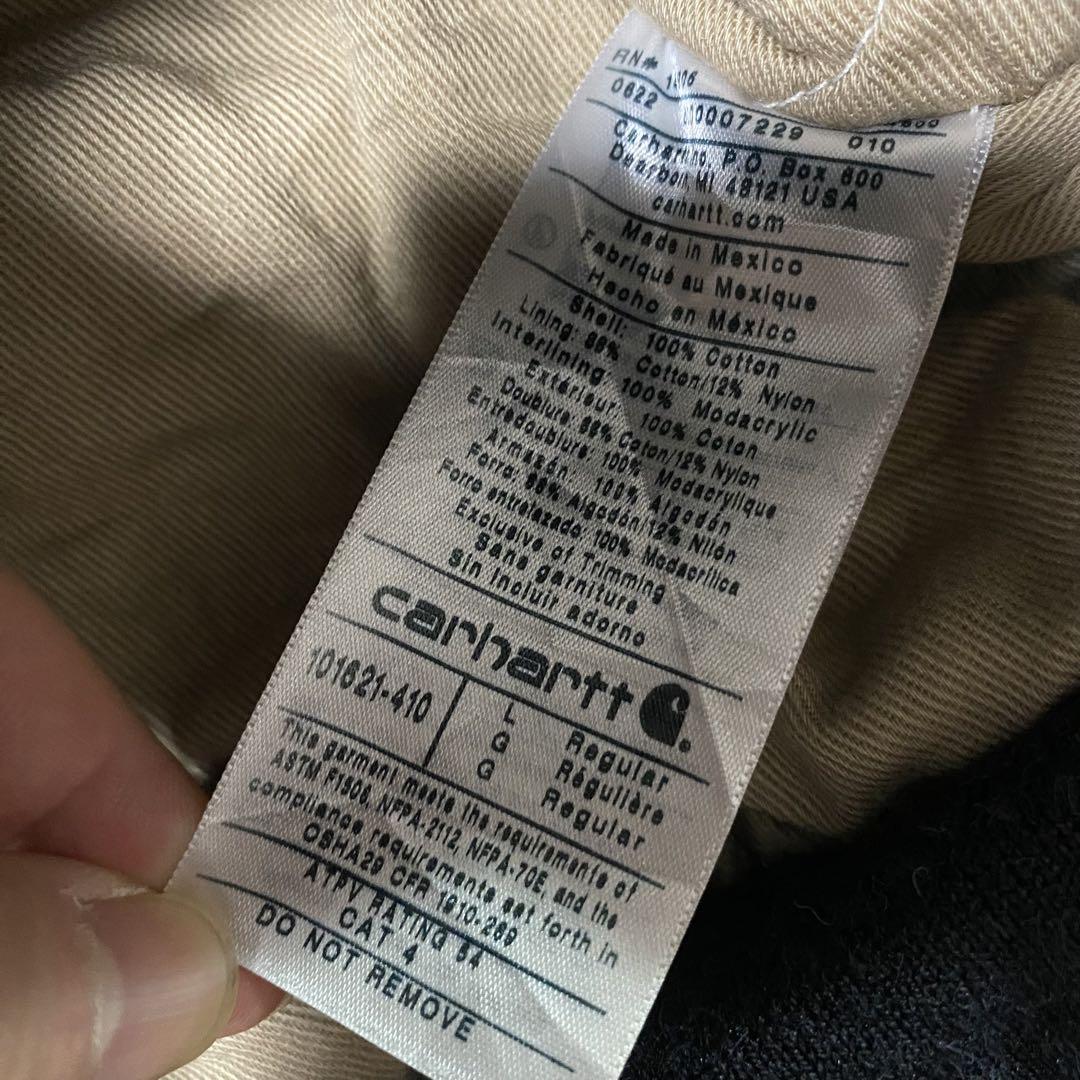 RN#
0622 0007229 010
P.O. Box 600
Dearborn, MI 48121 USA
carhartt.com
Made in Mexico
Fabriqué au Mexique
Hecho en México
Shell: 100% Cotton
Lining: 88% Cotton/12% Nylon
Interlining: 100% Modacrylic
Extérieur: 100% Coton
Doublure: 88% Coton/12% Nylon
Entredoublure: 100% Modacrylique
Armazón: 100% Algodón
Forro: 88% Algodón/12% Nilón
Forro entrelazado: 100% Modacrílica
Exclusive of Trimming
Sans garniture
Sin incluir adorno
carhartt
101621-410
L Regular
G Régulière
G Regular
This garment meets the requirements of
ASTM F1506, NFPA-2112, NFPA-70E and the
compliance requirements set forth in
OSHA29 CFR 1910-269
ATPV RATING 54
CAT 4
DO NOT REMOVE